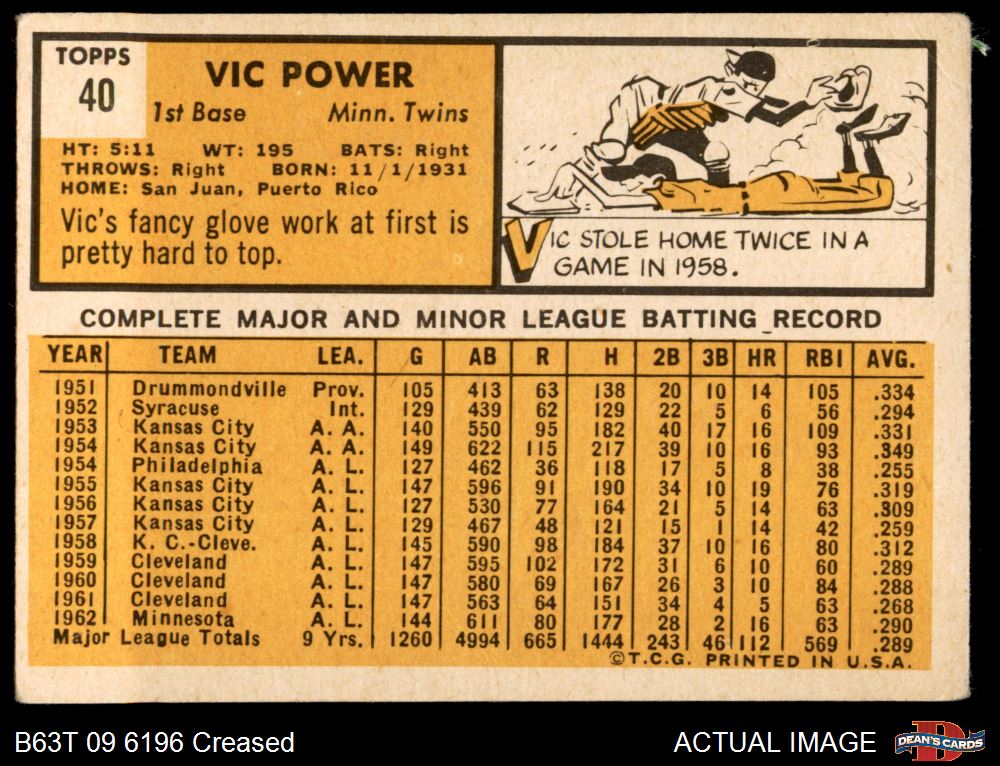 TOPPS
40
VIC POWER
1st Base Minn. Twins
HT: 5:11 WT: 195 BATS: Right
THROWS: Right BORN: 11/1/1931
HOME: San Juan, Puerto Rico
Vic's fancy glove work at first is
pretty hard to top.
VIC STOLE HOME TWICE IN A
GAME IN 1958.
COMPLETE MAJOR AND MINOR LEAGUE BATTING RECORD
YEAR TEAM LEA. G AB R H 2B 3B HR RBI AVG.
1951 Drummondville Prov. 105 413 63 138 20 10 14 105 .334
1952 Syracuse Int. 129 439 62 129 22 5 6 56 .294
1953 Kansas City A. A. 140 550 95 182 40 17 16 109 .331
1954 Kansas City A. A. 149 622 115 217 39 10 16 93 .349
1954 Philadelphia A. L. 127 462 36 118 17 5 8 38 .255
1955 Kansas City A. L. 147 596 91 190 34 10 19 76 .319
1956 Kansas City A. L. 127 530 77 164 21 5 14 63 .309
1957 Kansas City A. L. 129 467 48 121 15 1 14 42 .259
1958 K. C.-Cleve. A. L. 145 590 98 184 37 10 16 80 .312
1959 Cleveland A. L. 147 595 102 172 31 6 10 60 .289
1960 Cleveland A. L. 147 580 69 167 26 3 10 84 .288
1961 Cleveland A. L. 147 563 64 151 34 4 5 63 .268
1962 Minnesota A. L. 144 611 80 177 28 2 16 63 .290
Major League Totals 9 Yrs. 1260 4994 665 1444 243 46 112 569 .289
©T.C.G. PRINTED IN U.S.A.
B63T 09 6196 Creased
ACTUAL IMAGE
DEAN'S CARDS